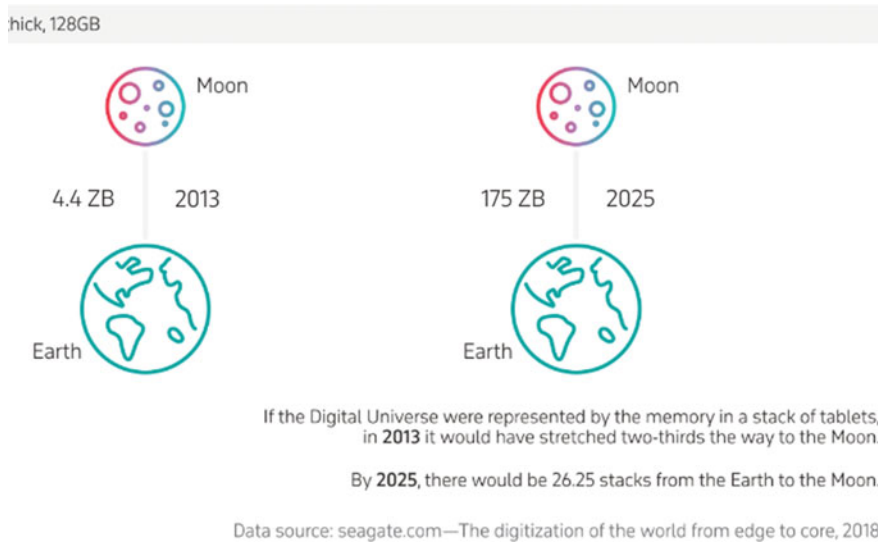 thick, 128GB
Moon
Moon
4.4 ZB
2013
175 ZB
2025
Earth
Earth
If the Digital Universe were represented by the memory in a stack of tablets,
in 2013 it would have stretched two-thirds the way to the Moon.
By 2025, there would be 26.25 stacks from the Earth to the Moon.
Data source: seagate.com—The digitization of the world from edge to core, 2018